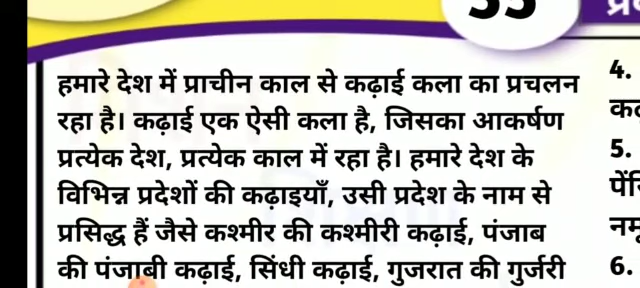 हमारे देश में प्राचीन काल से कढ़ाई कला का प्रचलन
रहा है। कढ़ाई एक ऐसी कला है, जिसका आकर्षण
प्रत्येक देश, प्रत्येक काल में रहा है। हमारे देश के
विभिन्न प्रदेशों की कढ़ाइयाँ, उसी प्रदेश के नाम से
प्रसिद्ध हैं जैसे कश्मीर की कश्मीरी कढ़ाई, पंजाब
की पंजाबी कढ़ाई, सिंधी कढ़ाई, गुजरात की गुर्जरी
4.
5.
6.